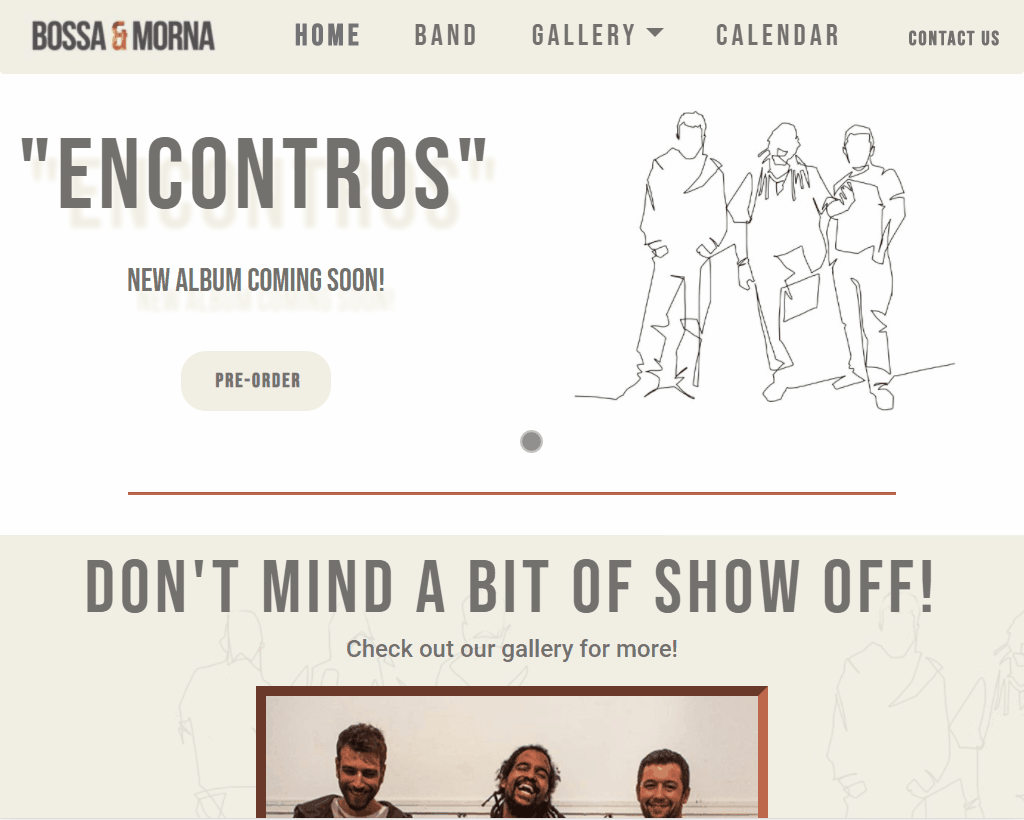 BOSSA & MORNA
HOME
BAND
GALLERY
CALENDAR
CONTACT US
"ENCONTROS"
NEW ALBUM COMING SOON!
PRE-ORDER
DON'T MIND A BIT OF SHOW OFF!
Check out our gallery for more!